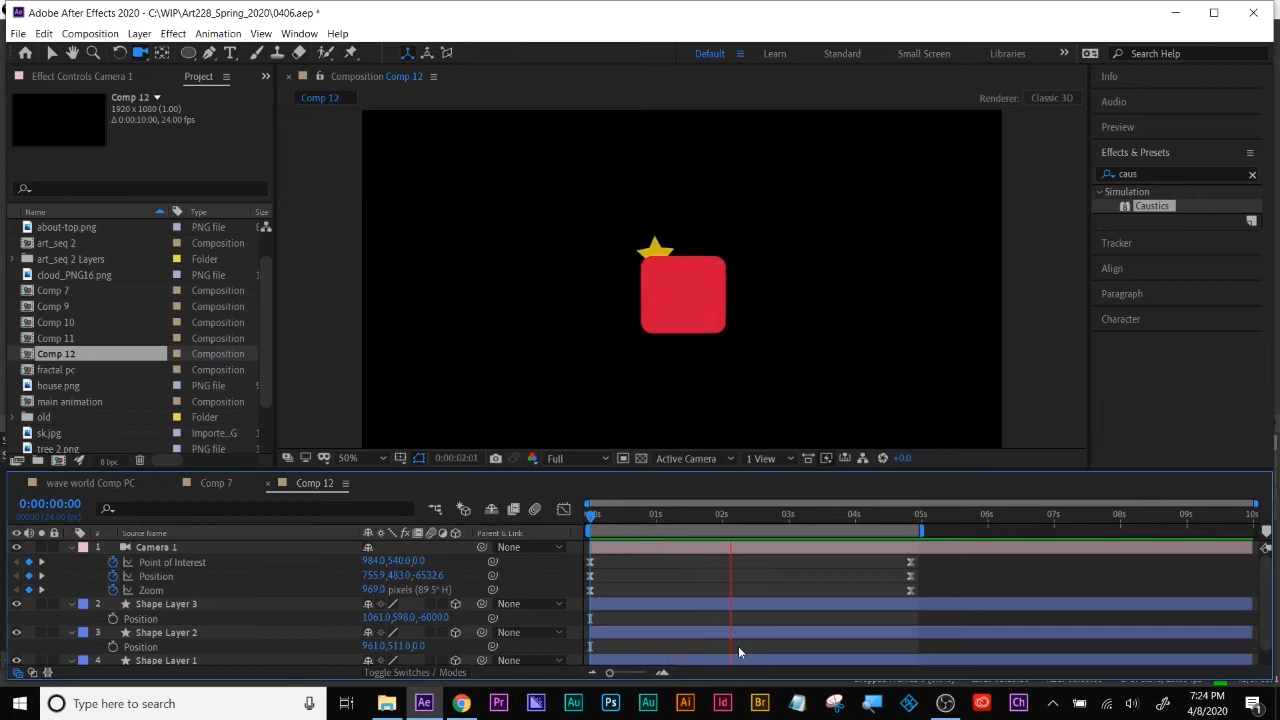 Adobe After Effects 2020 - C:\WIP\Art228_Spring_2020\0406.aep *
File Edit Composition Layer Effect Animation View Window Help
Default Learn Standard Small Screen Libraries Search Help
Effect Controls Camera 1 Project
Composition Comp 12
Info
Comp 12
1920 x 1080 (1.00)
Δ 0:00:10:00, 24.00 fps
Comp 12
Renderer: Classic 3D
Audio
Preview
Effects & Presets
caus
Simulation
Caustics
Tracker
Align
Paragraph
Character
Name Type Size
about-top.png PNG file
art_seq 2 Composition
art_seq 2 Layers Folder
cloud_PNG16.png PNG file
Comp 7 Composition
Comp 9 Composition
Comp 10 Composition
Comp 11 Composition
Comp 12 Composition
fractal pc Composition
house.png PNG file
main animation Composition
old Folder
sk.jpg Importe...G
tree 2.png PNG file
8 bpc
50% 0:00:02:01 Full Active Camera 1 View +0.0
wave world Comp PC Comp 7 Comp 12
0:00:00:00
00000 (24.00 fps)
:00s 01s 02s 03s 04s 05s 06s 07s 08s 09s 10s
# Source Name Parent & Link
1 Camera 1 None
Point of Interest 984.0,540.0,0.0
Position 755.9,483.0,-6532.6
Zoom 969.0 pixels (89.5° H)
2 Shape Layer 3 None
Position 1061.0,598.0,-6000.0
3 Shape Layer 2 None
Position 961.0,511.0,0.0
4 Shape Layer 1 None
Toggle Switches / Modes
Type here to search
7:24 PM
4/8/2020